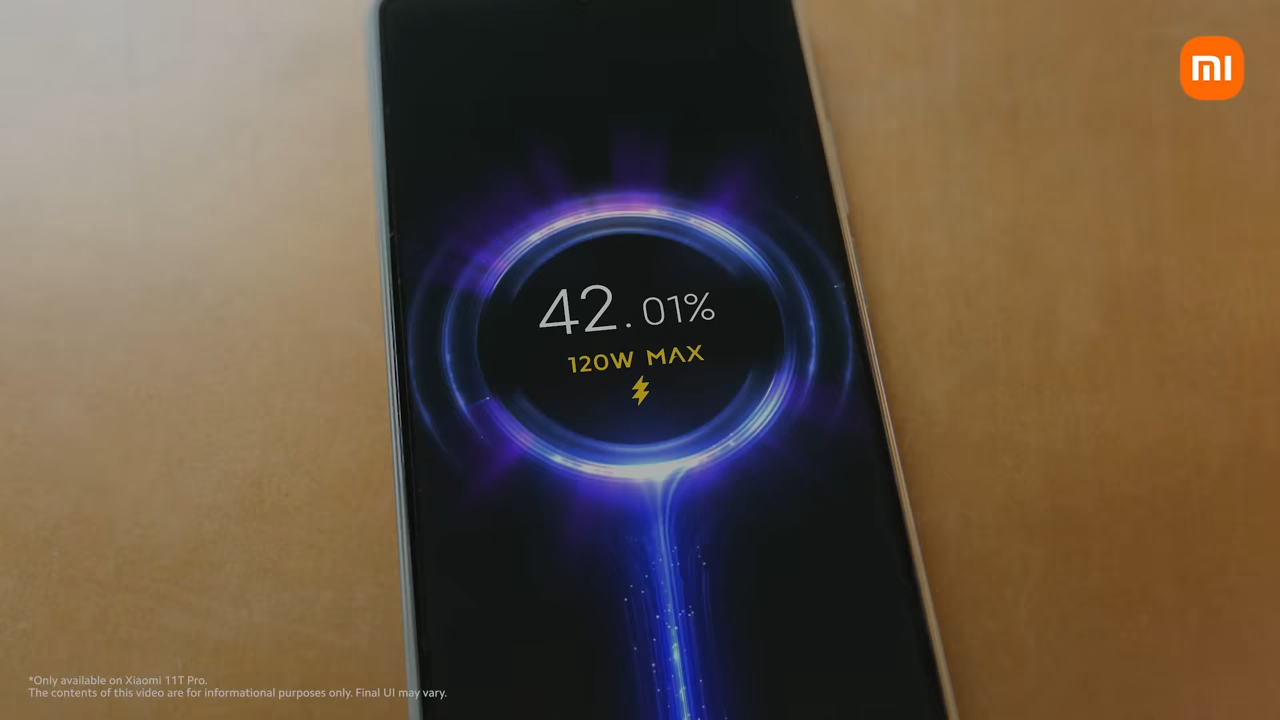 mi
42.01%
120W MAX
*Only available on Xiaomi 11T Pro.
The contents of this video are for informational purposes only. Final UI may vary.